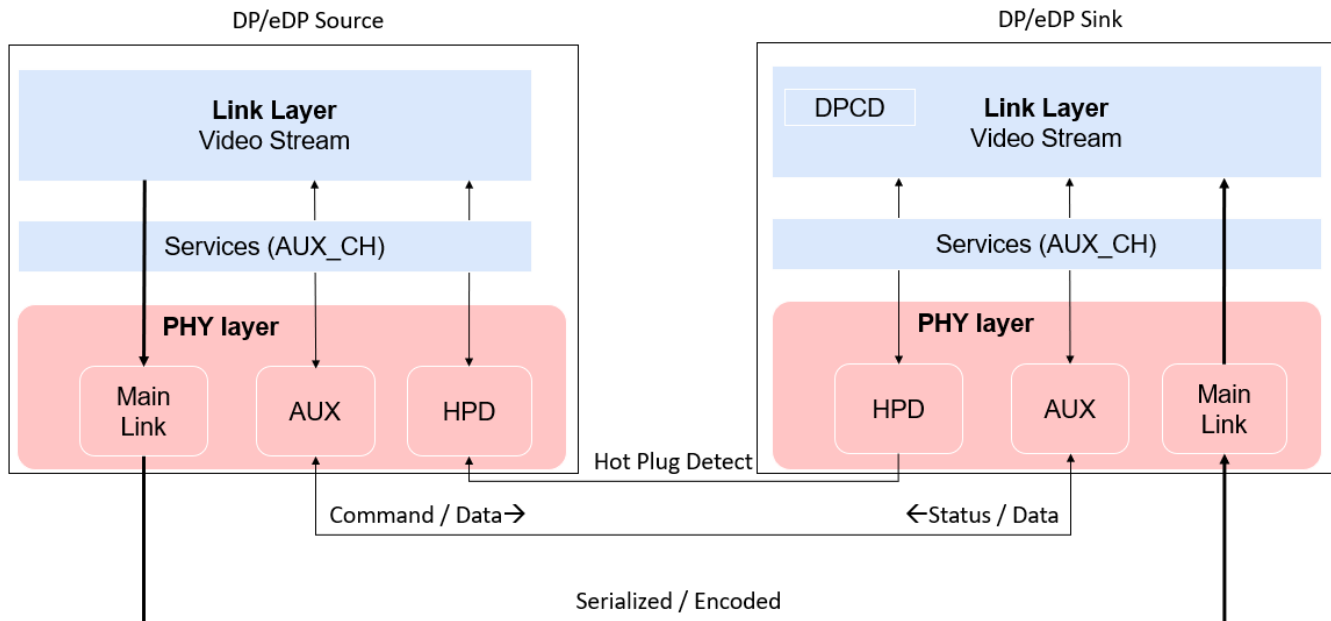 DP/eDP Source
DP/eDP Sink
Link Layer
Video Stream
Services (AUX_CH)
PHY layer
Main
Link
AUX
HPD
DPCD
Link Layer
Video Stream
Services (AUX_CH)
PHY layer
HPD
AUX
Main
Link
Hot Plug Detect
Command / Data→
←Status / Data
Serialized / Encoded